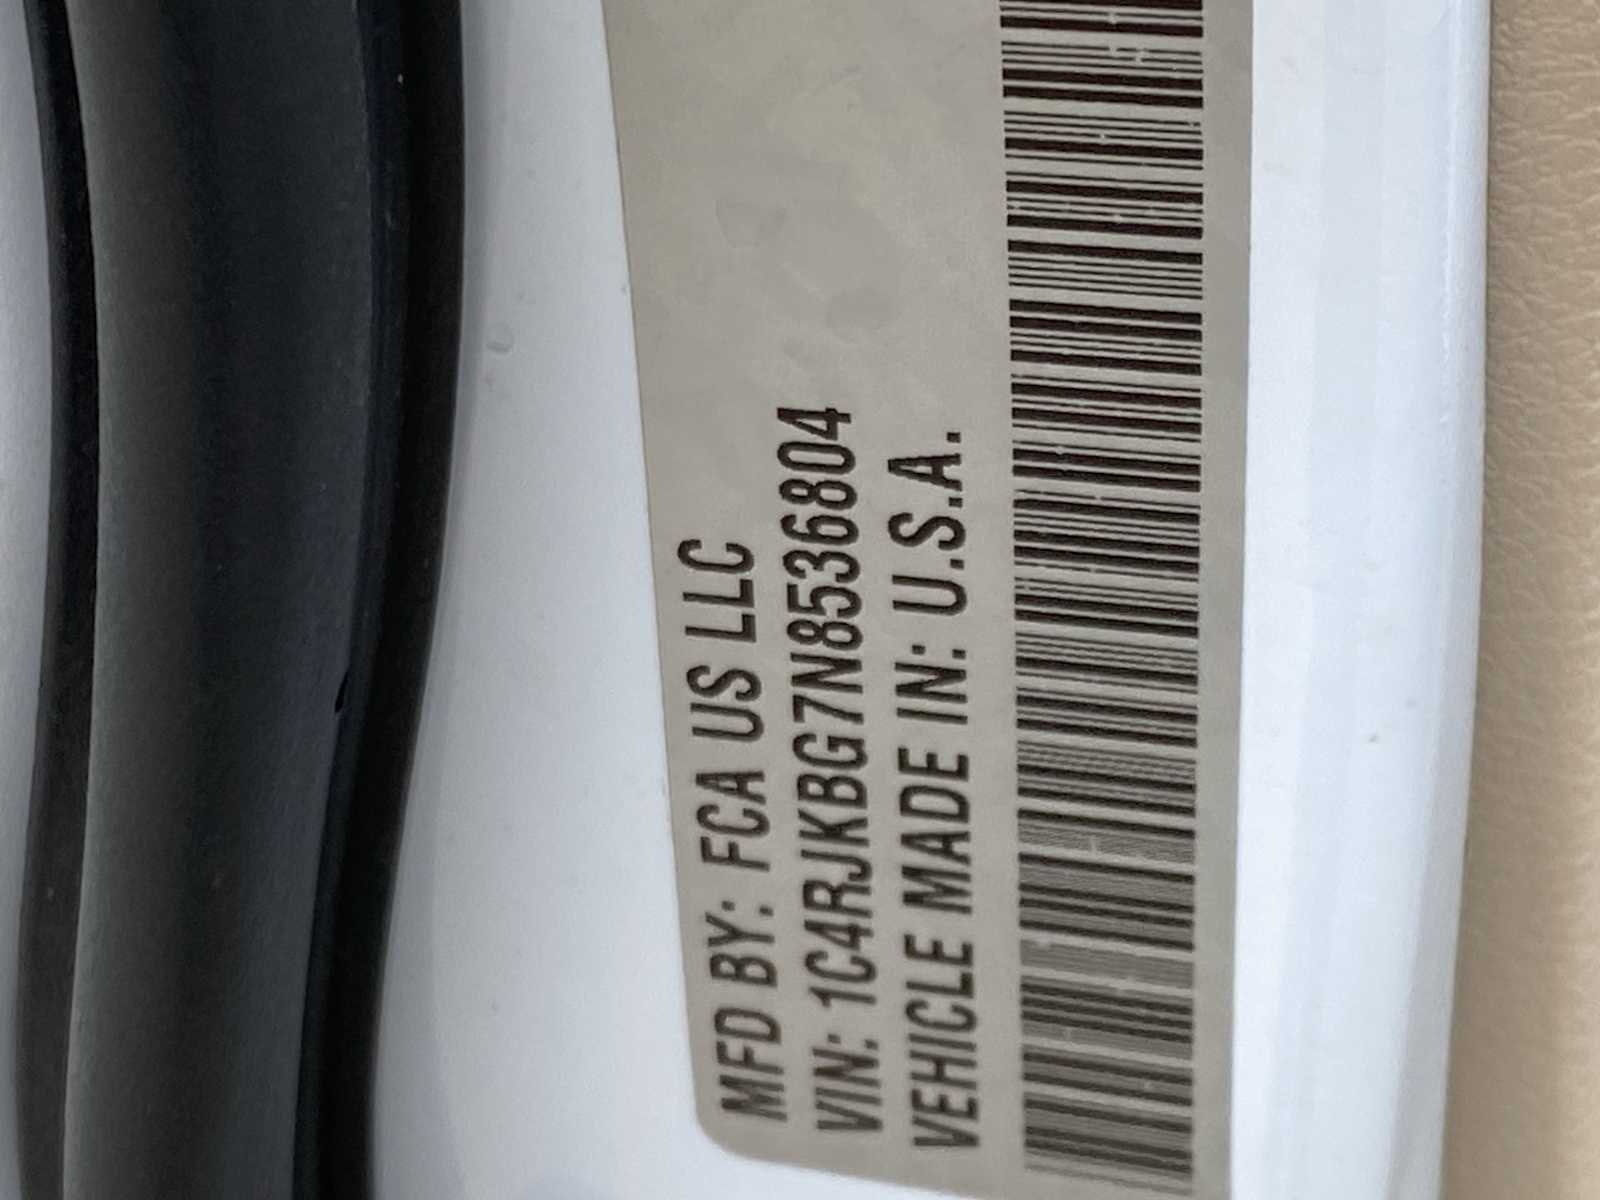 MFD BY: FCA US LLC
VIN: 1C4RJKBG7N8536804
VEHICLE MADE IN: U.S.A.